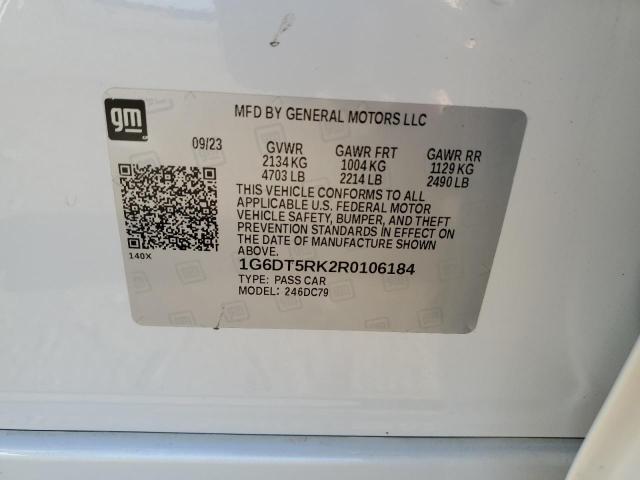 gm
MFD BY GENERAL MOTORS LLC
09/23 GVWR GAWR FRT GAWR RR
2134 KG 1004 KG 1129 KG
4703 LB 2214 LB 2490 LB
THIS VEHICLE CONFORMS TO ALL
APPLICABLE U.S. FEDERAL MOTOR
VEHICLE SAFETY, BUMPER, AND THEFT
PREVENTION STANDARDS IN EFFECT ON
THE DATE OF MANUFACTURE SHOWN
ABOVE.
140X
1G6DT5RK2R0106184
TYPE: PASS CAR
MODEL: 246DC79